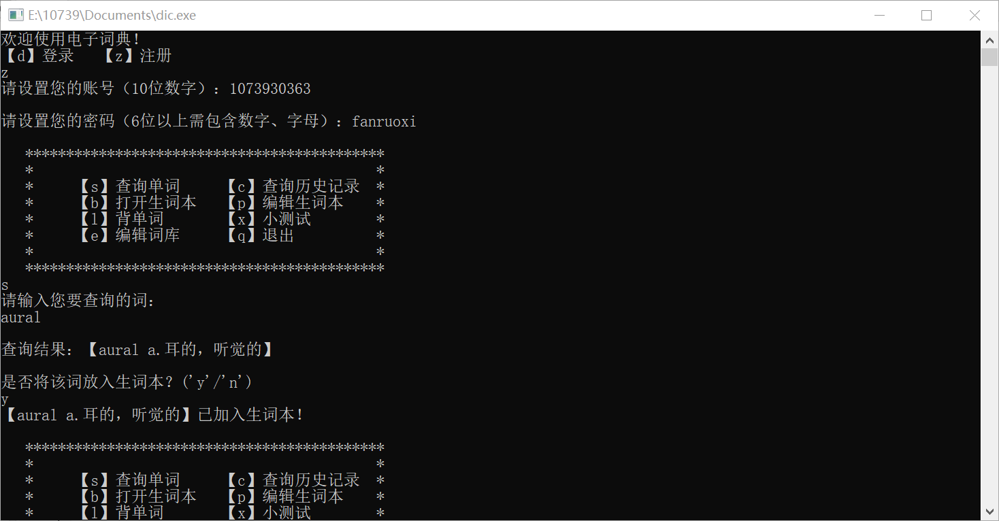 E:\10739\Documents\dic.exe
欢迎使用电子词典！
【d】登录 【z】注册
z
请设置您的账号（10位数字）：1073930363
请设置您的密码（6位以上需包含数字、字母）：fanruoxi
********************************************
* *
* 【s】查询单词 【c】查询历史记录 *
* 【b】打开生词本 【p】编辑生词本 *
* 【l】背单词 【x】小测试 *
* 【e】编辑词库 【q】退出 *
* *
********************************************
s
请输入您要查询的词：
aural
查询结果：【aural a.耳的，听觉的】
是否将该词放入生词本？('y'/'n')
y
【aural a.耳的，听觉的】已加入生词本！
********************************************
* *
* 【s】查询单词 【c】查询历史记录 *
* 【b】打开生词本 【p】编辑生词本 *
* 【l】背单词 【x】小测试 *